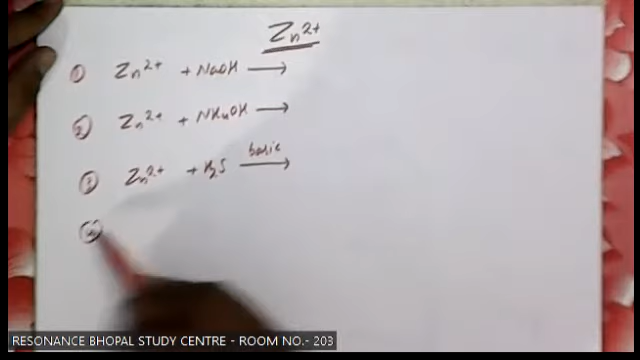 Zn2+
① Zn2+ + NaOH ⟶
② Zn2+ + NH4OH ⟶
③ Zn2+ + H2S basic ⟶
④
RESONANCE BHOPAL STUDY CENTRE - ROOM NO.- 203